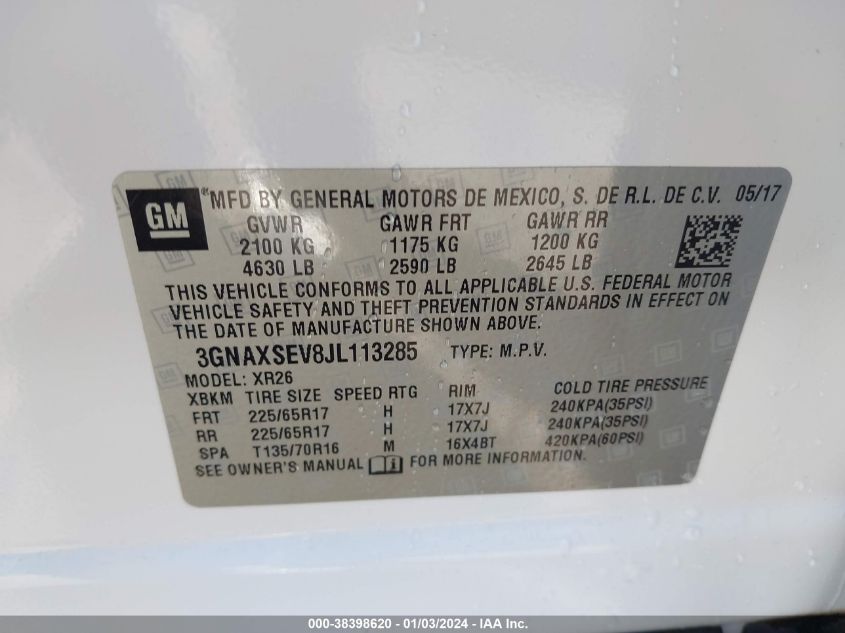 GM ® MFD BY GENERAL MOTORS DE MEXICO, S. DE R.L. DE C.V. 05/17
GVWR GAWR FRT GAWR RR
2100 KG 1175 KG 1200 KG
4630 LB 2590 LB 2645 LB
THIS VEHICLE CONFORMS TO ALL APPLICABLE U.S. FEDERAL MOTOR
VEHICLE SAFETY AND THEFT PREVENTION STANDARDS IN EFFECT ON
THE DATE OF MANUFACTURE SHOWN ABOVE.
3GNAXSEV8JL113285 TYPE: M.P.V.
MODEL: XR26
XBKM TIRE SIZE SPEED RTG RIM COLD TIRE PRESSURE
FRT 225/65R17 H 17X7J 240KPA(35PSI)
RR 225/65R17 H 17X7J 240KPA(35PSI)
SPA T135/70R16 M 16X4BT 420KPA(60PSI)
SEE OWNER'S MANUAL FOR MORE INFORMATION.
000-38398620 - 01/03/2024 - IAA Inc.